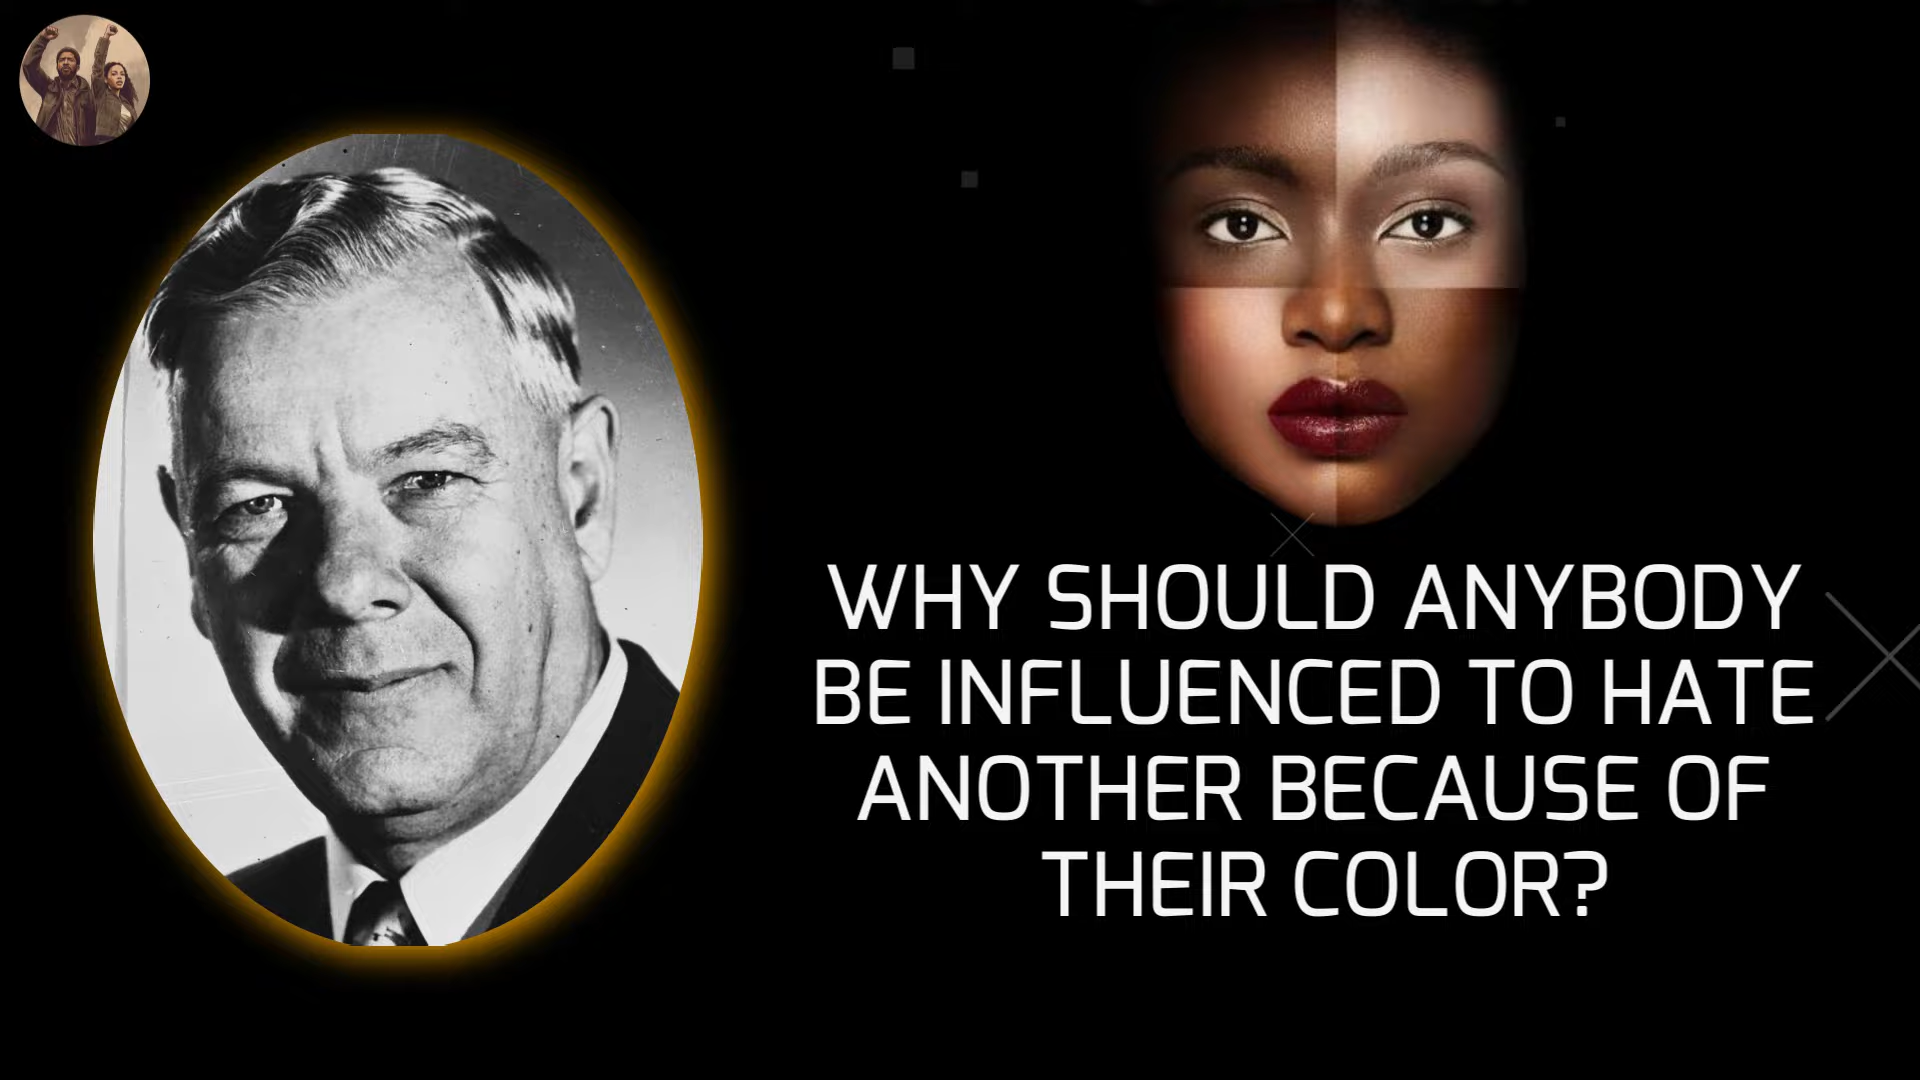 WHY SHOULD ANYBODY
BE INFLUENCED TO HATE
ANOTHER BECAUSE OF
THEIR COLOR?